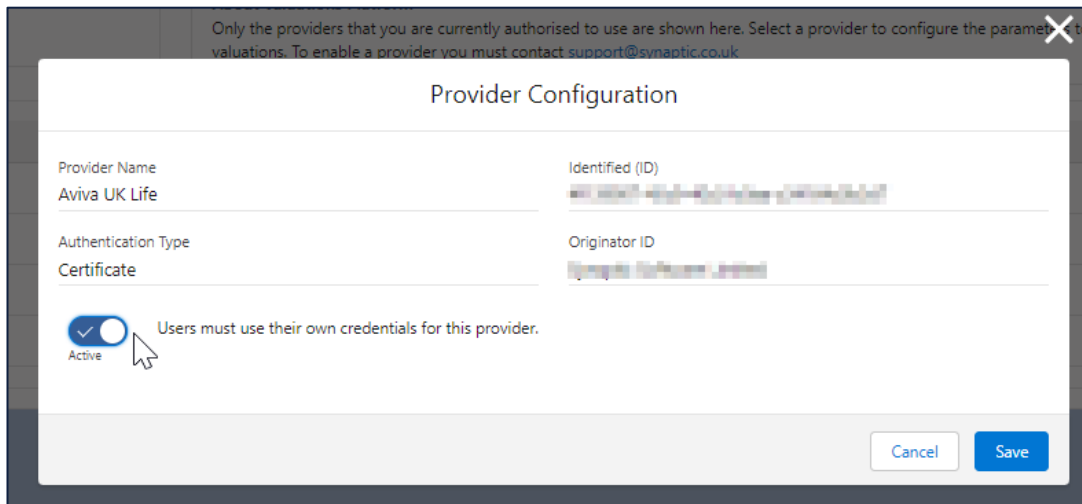 Only the providers that you are currently authorised to use are shown here. Select a provider to configure the parameters
valuations. To enable a provider you must contact support@synaptic.co.uk
Provider Configuration
Provider Name
Identified (ID)
Aviva UK Life
Authentication Type
Originator ID
Certificate
Users must use their own credentials for this provider.
Active
Cancel
Save